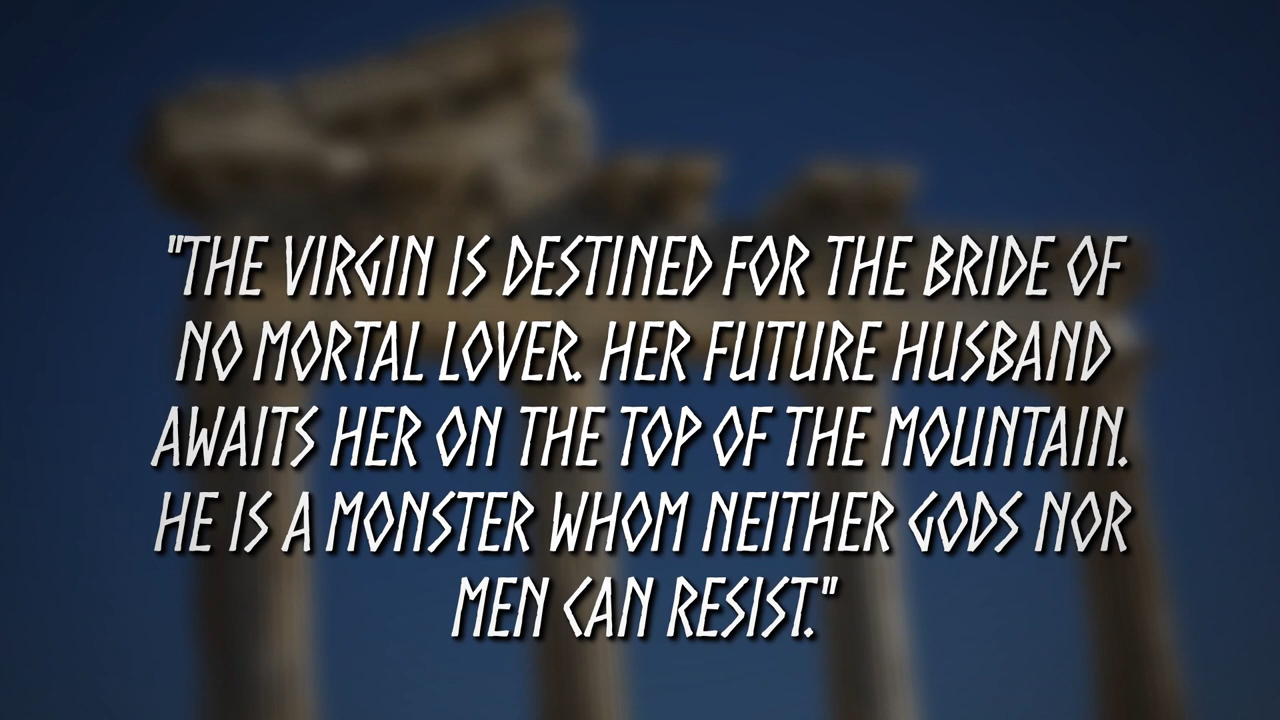 "THE VIRGIN IS DESTINED FOR THE BRIDE OF
NO MORTAL LOVER. HER FUTURE HUSBAND
AWAITS HER ON THE TOP OF THE MOUNTAIN.
HE IS A MONSTER WHOM NEITHER GODS NOR
MEN CAN RESIST."